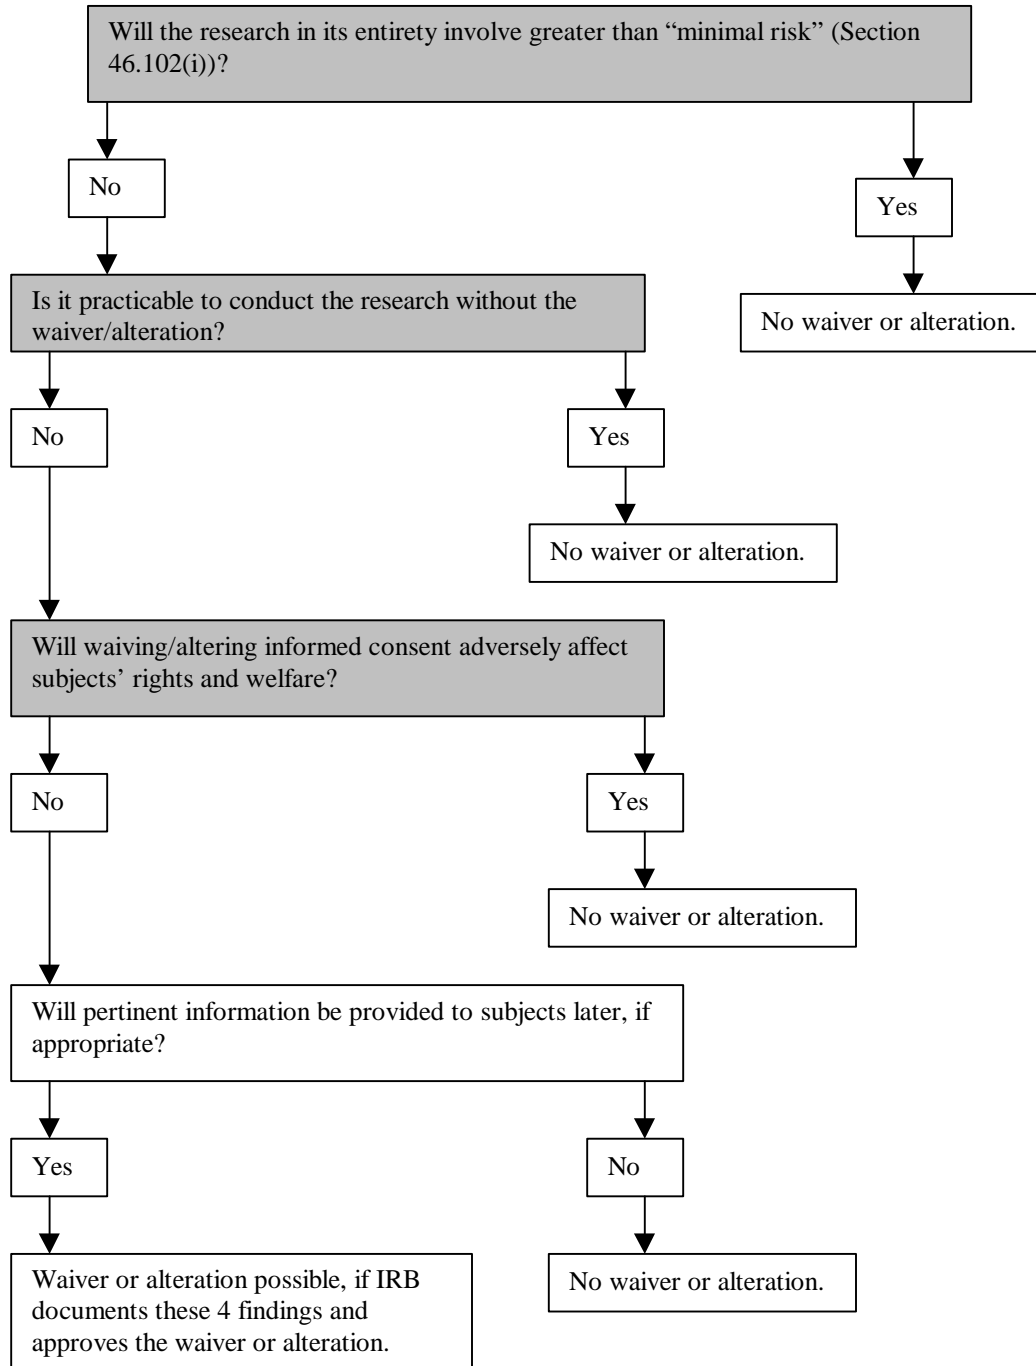 Will the research in its entirety involve greater than “minimal risk” (Section
46.102(i))?
No
Yes
Is it practicable to conduct the research without the
waiver/alteration?
No waiver or alteration.
No
Yes
No waiver or alteration.
Will waiving/altering informed consent adversely affect
subjects’ rights and welfare?
No
Yes
No waiver or alteration.
Will pertinent information be provided to subjects later, if
appropriate?
Yes
No
Waiver or alteration possible, if IRB
documents these 4 findings and
approves the waiver or alteration.
No waiver or alteration.